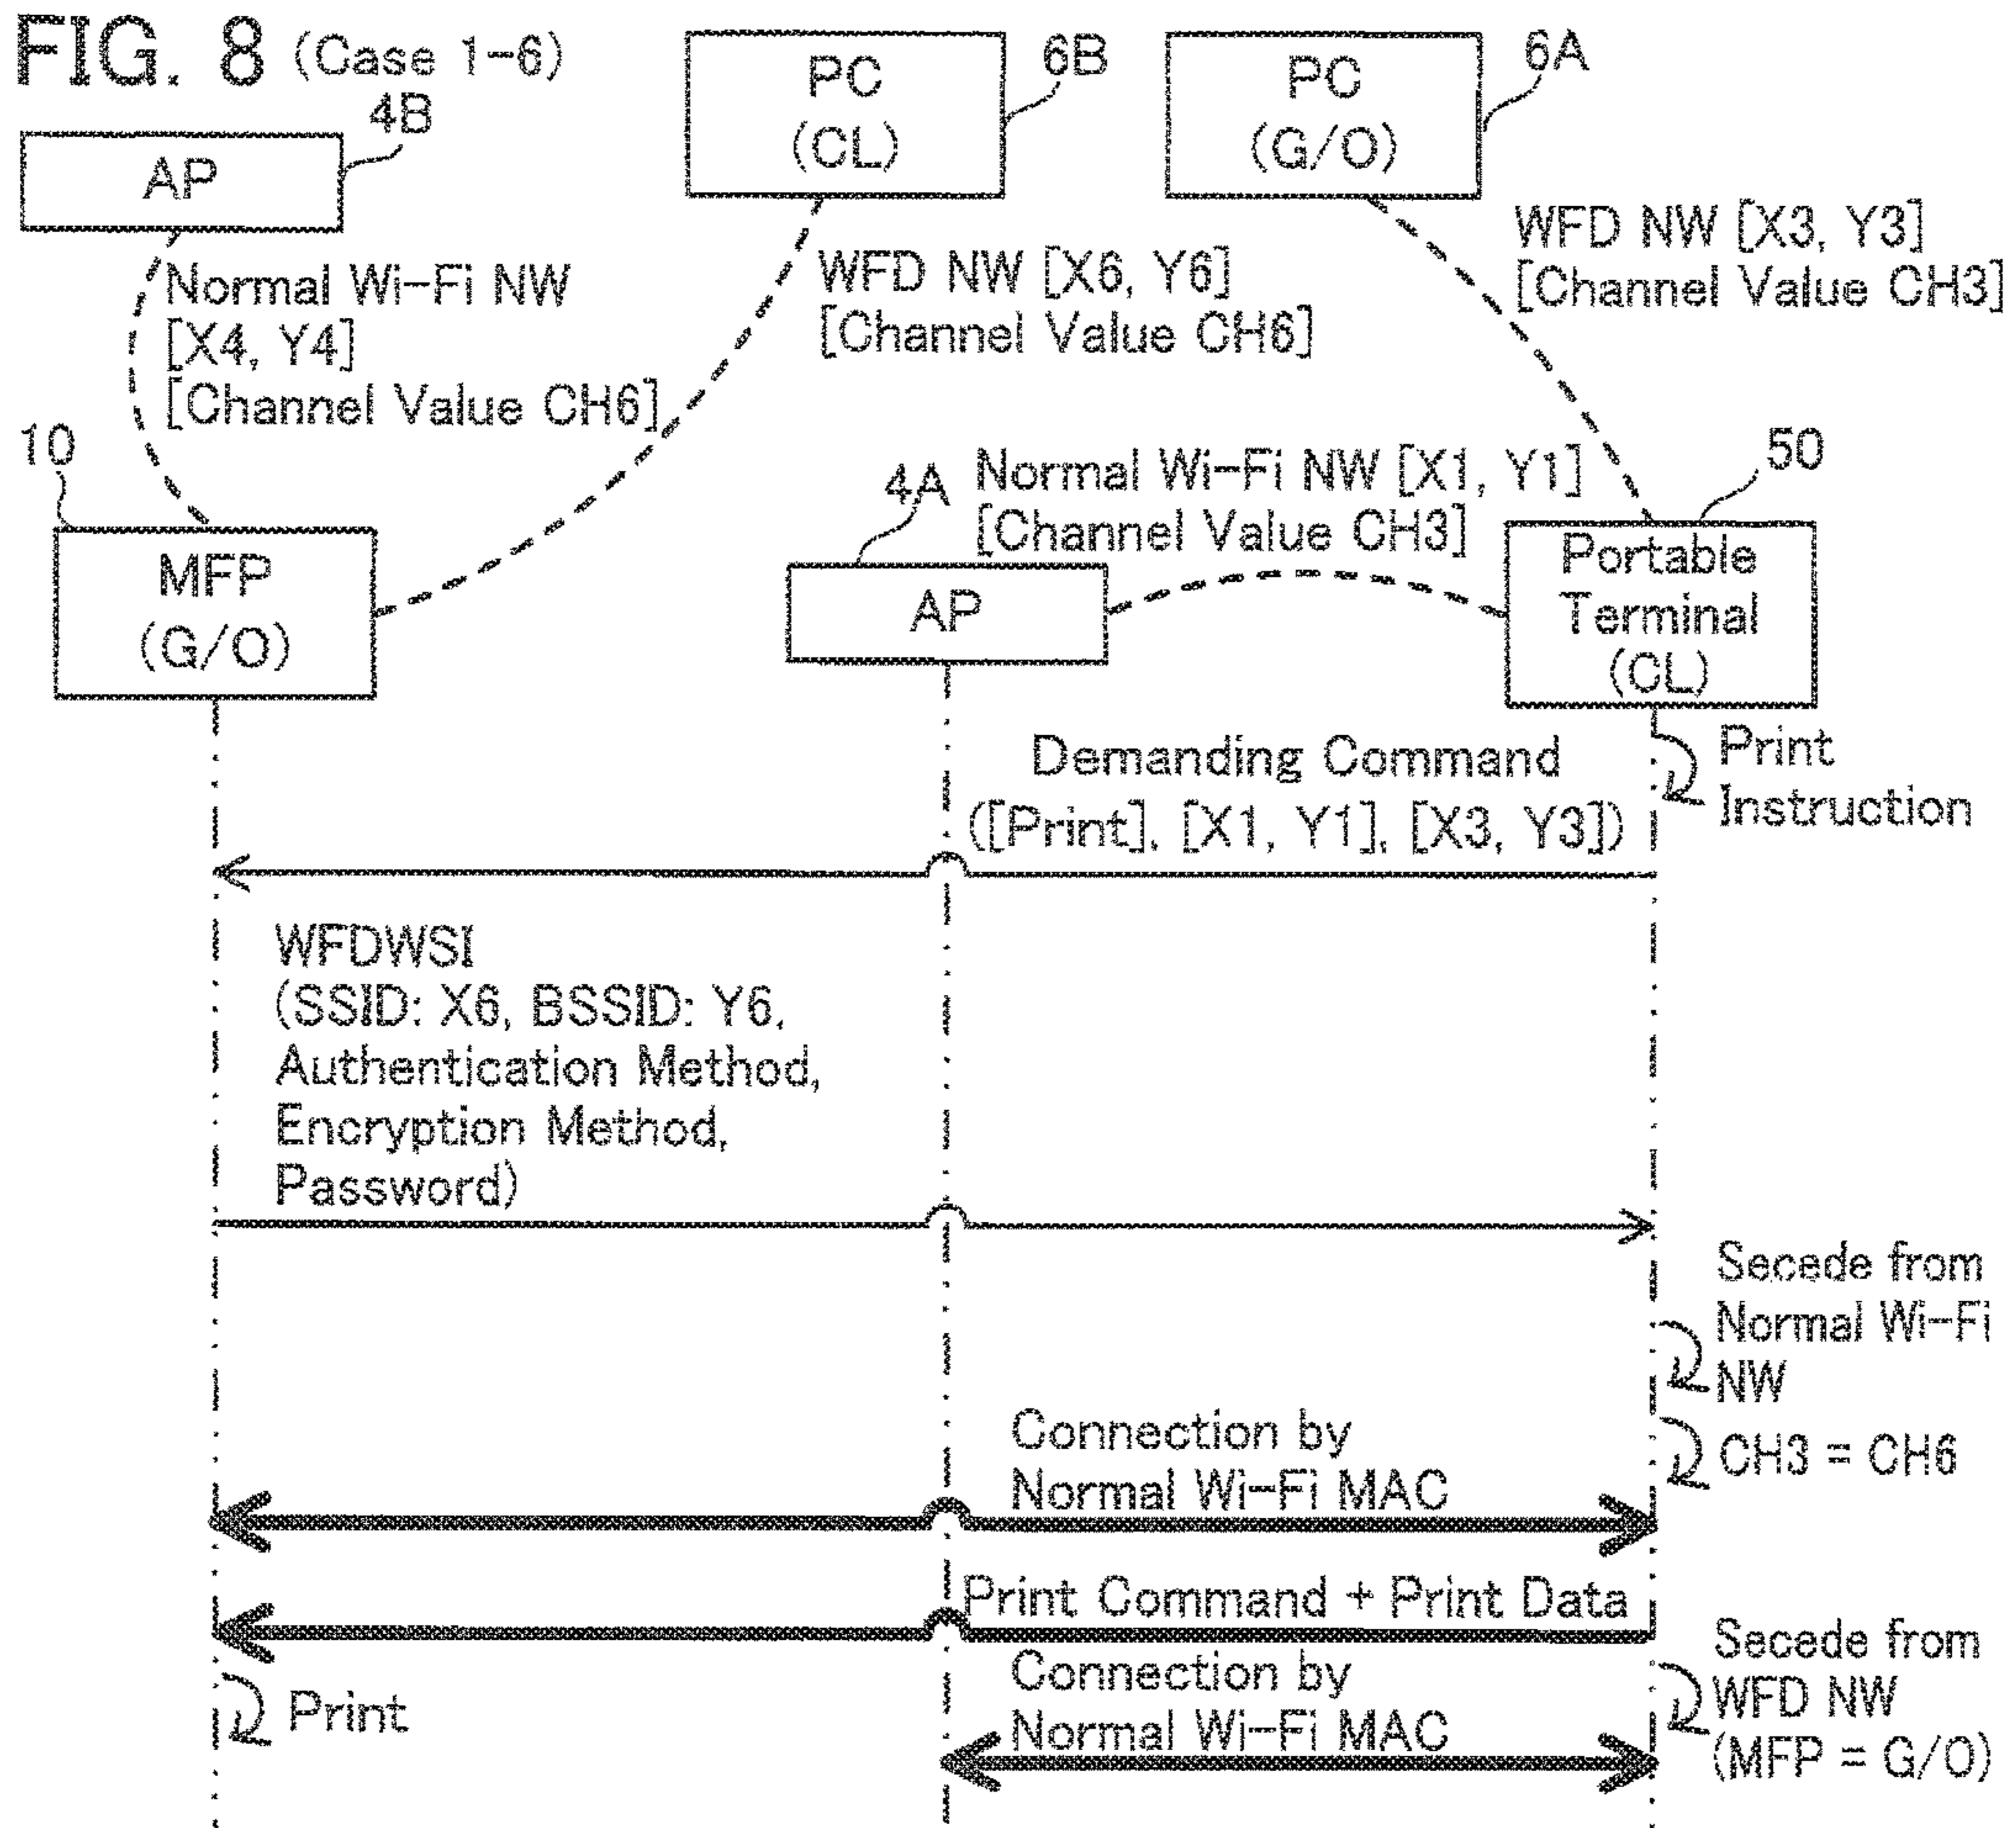 FIG. 8 (Case 1-6)
4B
AP
PC
(CL)
6B
PC
(G/O)
6A
Normal Wi-Fi NW
[X4, Y4]
[Channel Value CH6]
WFD NW [X6, Y6]
[Channel Value CH6]
WFD NW [X3, Y3]
[Channel Value CH3]
10
MFP
(G/O)
4A
AP
Normal Wi-Fi NW [X1, Y1]
[Channel Value CH3]
50
Portable
Terminal
(CL)
Print
Instruction
Demanding Command
([Print], [X1, Y1], [X3, Y3])
WFDWSI
(SSID: X6, BSSID: Y6,
Authentication Method,
Encryption Method,
Password)
Secede from
Normal Wi-Fi
NW
CH3 = CH6
Connection by
Normal Wi-Fi MAC
Print Command + Print Data
Print
Connection by
Normal Wi-Fi MAC
Secede from
WFD NW
(MFP = G/O)